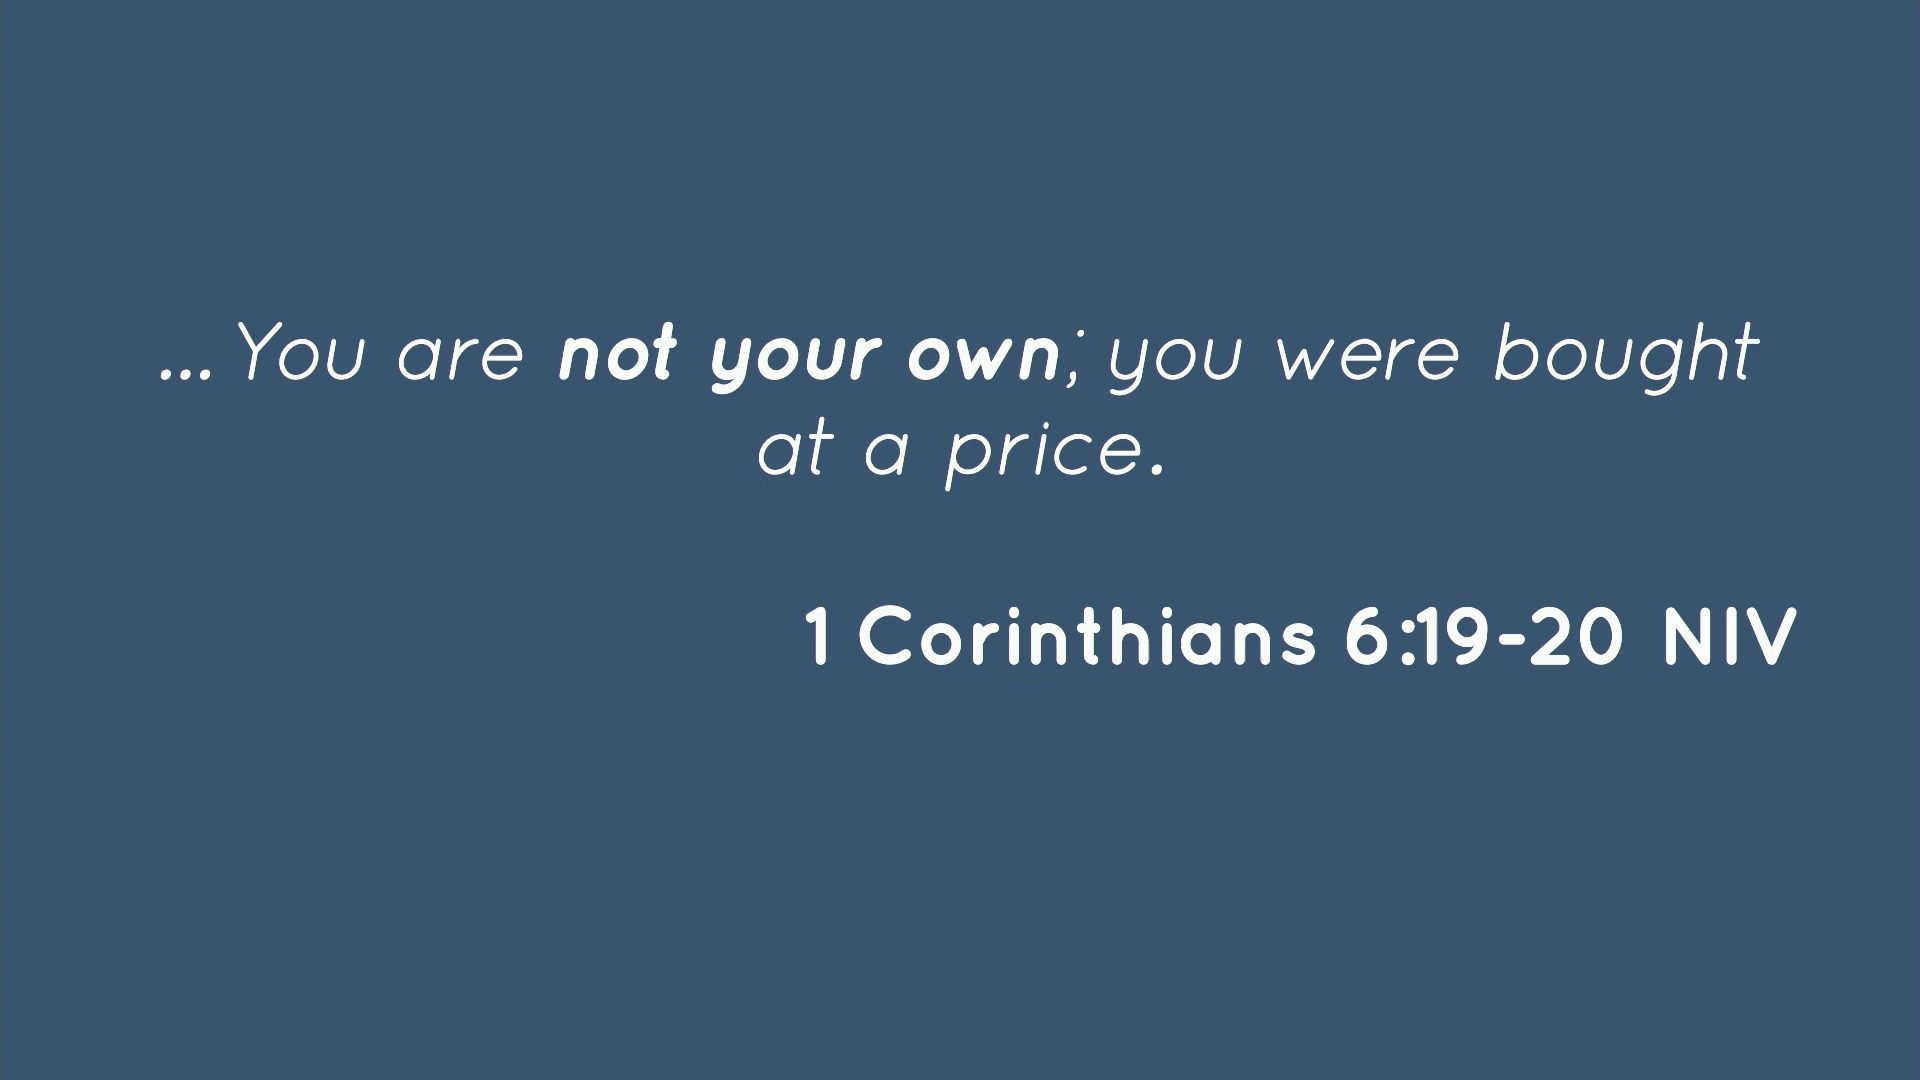 ...You are not your own; you were bought
at a price.
1 Corinthians 6:19-20 NIV